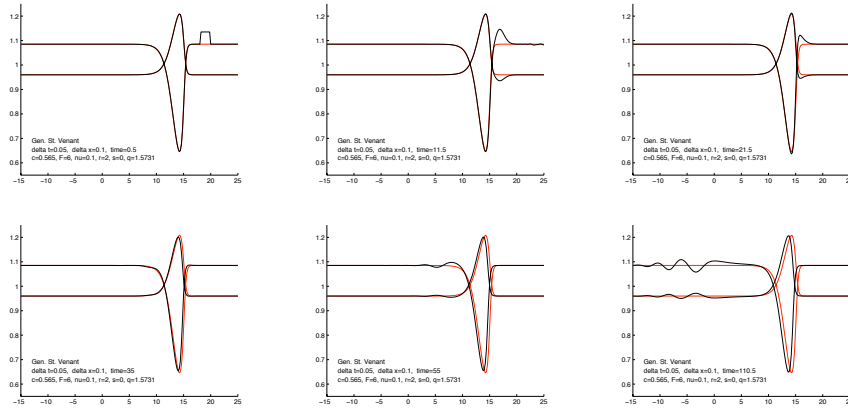 1.2
1.1
1
0.9
0.8
0.7
0.6
Gen. St. Venant
delta t=0.05, delta x=0.1, time=0.5
c=0.565, F=6, nu=0.1, r=2, s=0, q=1.5731
−15 −10 −5 0 5 10 15 20 25
1.2
1.1
1
0.9
0.8
0.7
0.6
Gen. St. Venant
delta t=0.05, delta x=0.1, time=11.5
c=0.565, F=6, nu=0.1, r=2, s=0, q=1.5731
−15 −10 −5 0 5 10 15 20 25
1.2
1.1
1
0.9
0.8
0.7
0.6
Gen. St. Venant
delta t=0.05, delta x=0.1, time=21.5
c=0.565, F=6, nu=0.1, r=2, s=0, q=1.5731
−15 −10 −5 0 5 10 15 20 25
1.2
1.1
1
0.9
0.8
0.7
0.6
Gen. St. Venant
delta t=0.05, delta x=0.1, time=35
c=0.565, F=6, nu=0.1, r=2, s=0, q=1.5731
−15 −10 −5 0 5 10 15 20 25
1.2
1.1
1
0.9
0.8
0.7
0.6
Gen. St. Venant
delta t=0.05, delta x=0.1, time=55
c=0.565, F=6, nu=0.1, r=2, s=0, q=1.5731
−15 −10 −5 0 5 10 15 20 25
1.2
1.1
1
0.9
0.8
0.7
0.6
Gen. St. Venant
delta t=0.05, delta x=0.1, time=110.5
c=0.565, F=6, nu=0.1, r=2, s=0, q=1.5731
−15 −10 −5 0 5 10 15 20 25